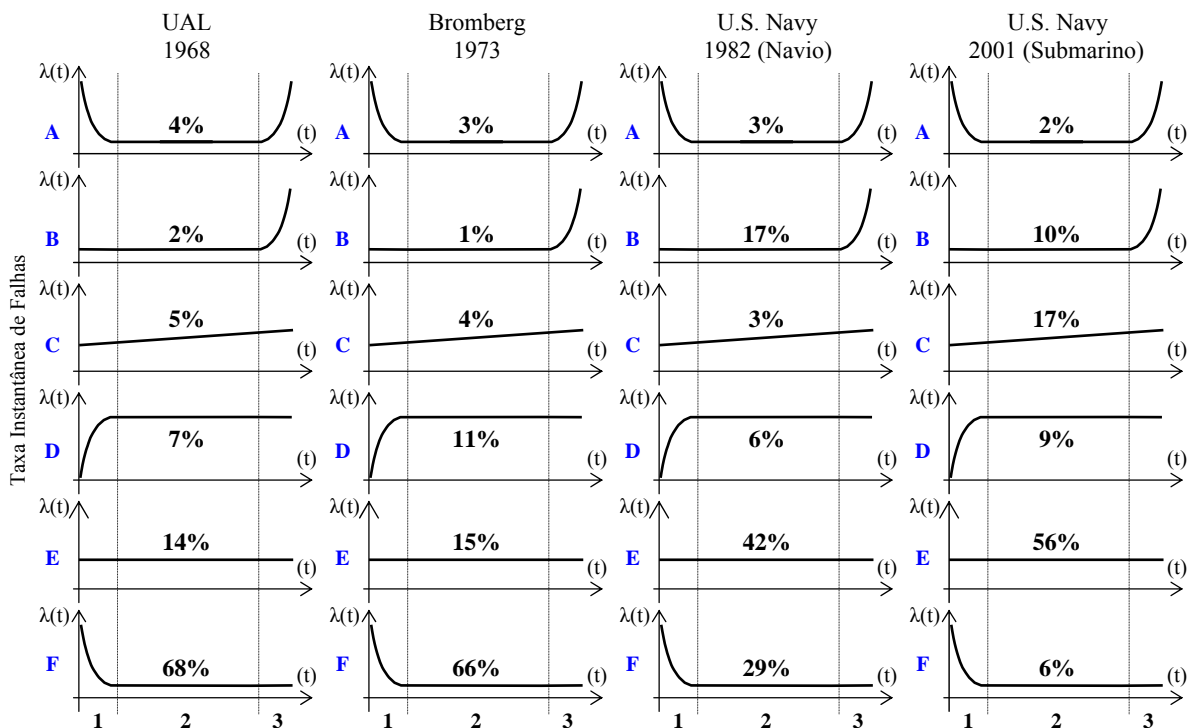 UAL
1968
Bromberg
1973
U.S. Navy
1982 (Navio)
U.S. Navy
2001 (Submarino)
Taxa Instantânea de Falhas
λ(t) λ(t) λ(t) λ(t)
A 4% (t) A 3% (t) A 3% (t) A 2% (t)
λ(t) λ(t) λ(t) λ(t)
B 2% (t) B 1% (t) B 17% (t) B 10% (t)
λ(t) λ(t) λ(t) λ(t)
C 5% (t) C 4% (t) C 3% (t) C 17% (t)
λ(t) λ(t) λ(t) λ(t)
D 7% (t) D 11% (t) D 6% (t) D 9% (t)
λ(t) λ(t) λ(t) λ(t)
E 14% (t) E 15% (t) E 42% (t) E 56% (t)
λ(t) λ(t) λ(t) λ(t)
F 68% (t) F 66% (t) F 29% (t) F 6% (t)
1 2 3 1 2 3 1 2 3 1 2 3